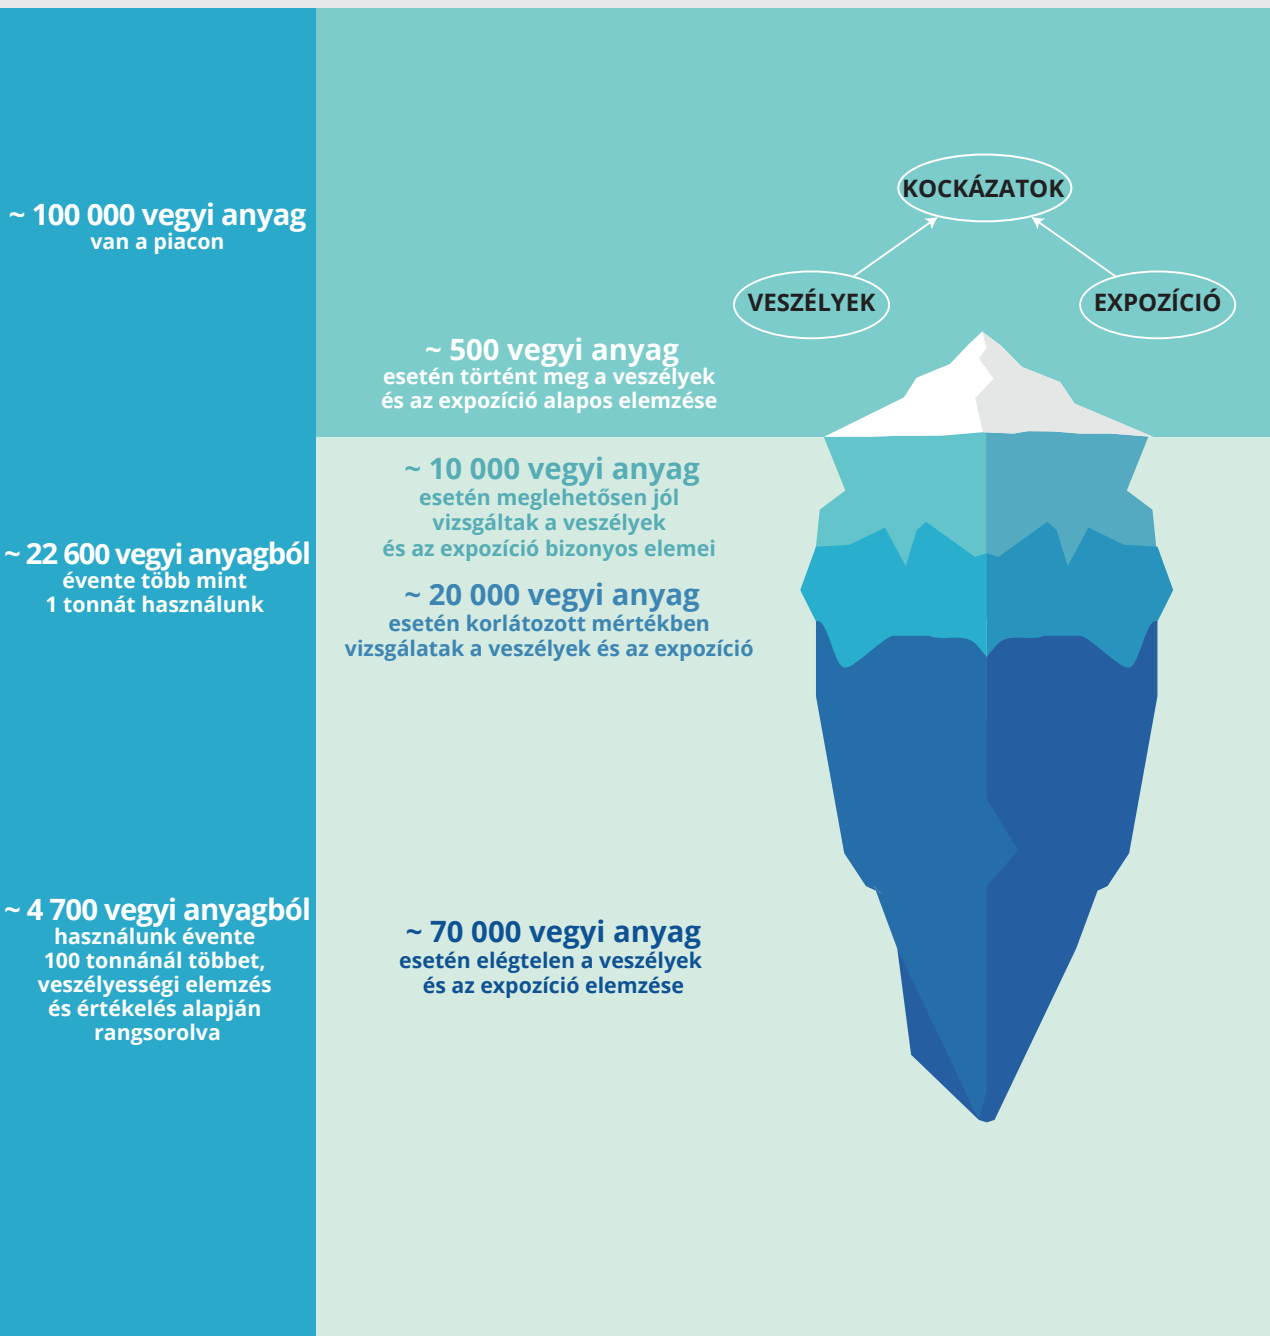 ~ 100 000 vegyi anyag
van a piacon
~ 22 600 vegyi anyagból
évente több mint
1 tonnát használunk
~ 4 700 vegyi anyagból
használunk évente
100 tonnánál többet,
veszélyességi elemzés
és értékelés alapján
rangsorolva
KOCKÁZATOK
VESZÉLYEK
EXPOZÍCIÓ
~ 500 vegyi anyag
esetén történt meg a veszélyek
és az expozíció alapos elemzése
~ 10 000 vegyi anyag
esetén meglehetősen jól
vizsgáltak a veszélyek
és az expozíció bizonyos elemei
~ 20 000 vegyi anyag
esetén korlátozott mértékben
vizsgálatak a veszélyek és az expozíció
~ 70 000 vegyi anyag
esetén elégtelen a veszélyek
és az expozíció elemzése